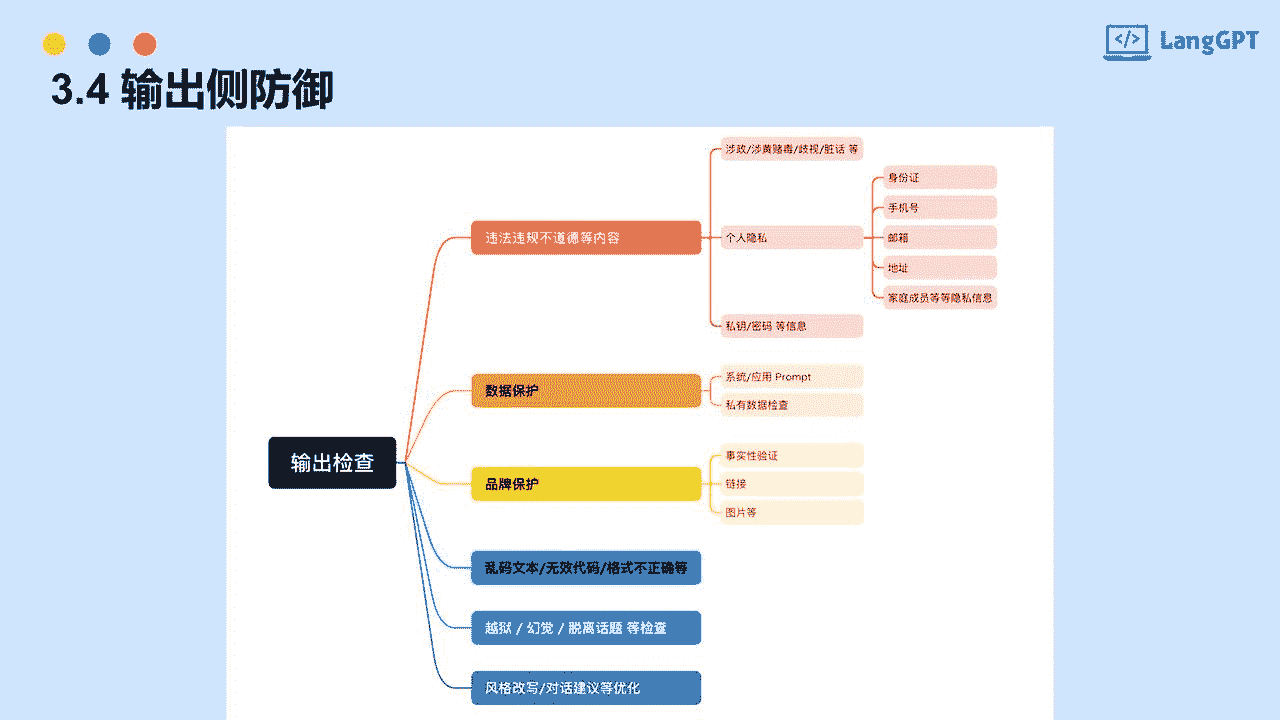 LangGPT
3.4 输出侧防御
输出检查
违法违规不道德等内容
涉政/涉黄赌毒/歧视/脏话 等
个人隐私
身份证
手机号
邮箱
地址
家庭成员等等隐私信息
私钥/密码 等信息
数据保护
系统/应用 Prompt
私有数据检查
品牌保护
事实性验证
链接
图片等
乱码文本/无效代码/格式不正确等
越狱 / 幻觉 / 脱离话题 等检查
风格改写/对话建议等优化